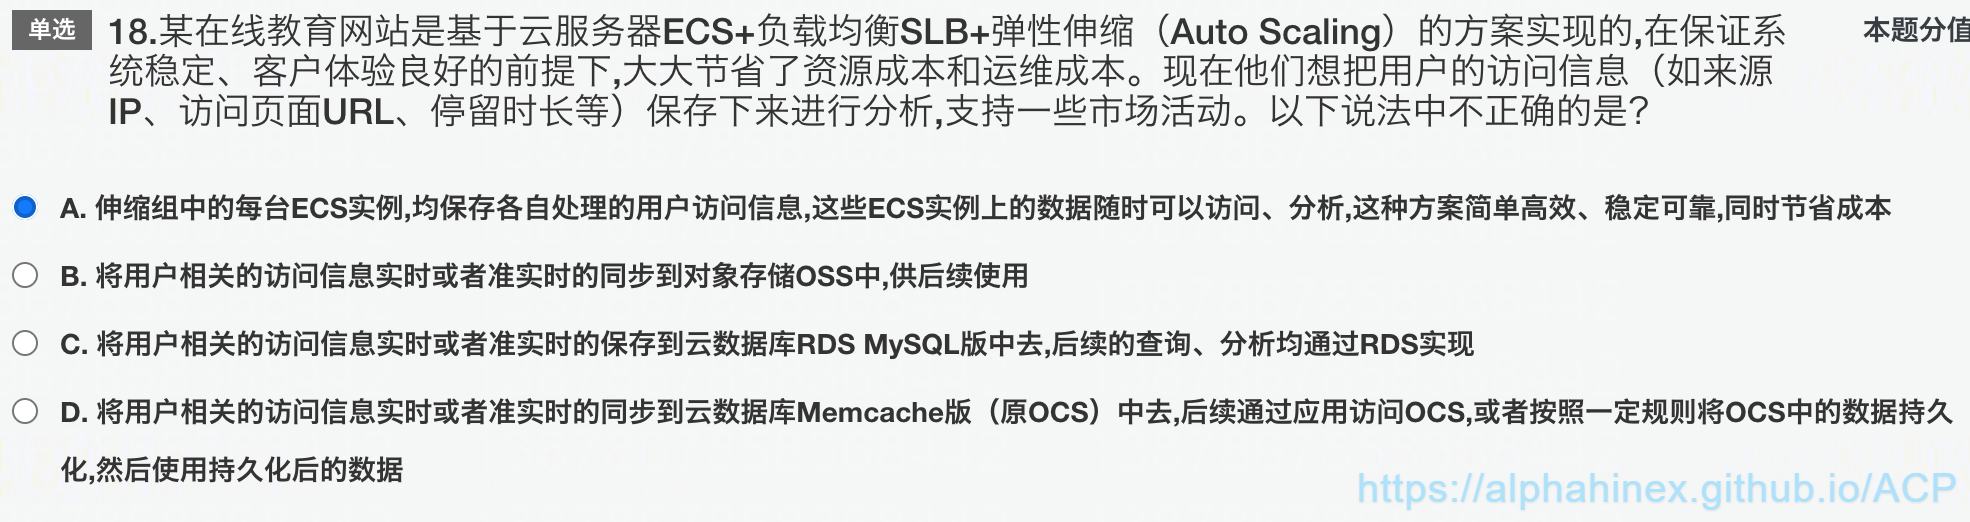 单选 18.某在线教育网站是基于云服务器ECS+负载均衡SLB+弹性伸缩（Auto Scaling）的方案实现的,在保证系 本题分值
统稳定、客户体验良好的前提下,大大节省了资源成本和运维成本。现在他们想把用户的访问信息（如来源
IP、访问页面URL、停留时长等）保存下来进行分析,支持一些市场活动。以下说法中不正确的是?
A. 伸缩组中的每台ECS实例,均保存各自处理的用户访问信息,这些ECS实例上的数据随时可以访问、分析,这种方案简单高效、稳定可靠,同时节省成本
B. 将用户相关的访问信息实时或者准实时的同步到对象存储OSS中,供后续使用
C. 将用户相关的访问信息实时或者准实时的保存到云数据库RDS MySQL版中去,后续的查询、分析均通过RDS实现
D. 将用户相关的访问信息实时或者准实时的同步到云数据库Memcache版（原OCS）中去,后续通过应用访问OCS,或者按照一定规则将OCS中的数据持久
化,然后使用持久化后的数据
https://alphahinex.github.io/ACP